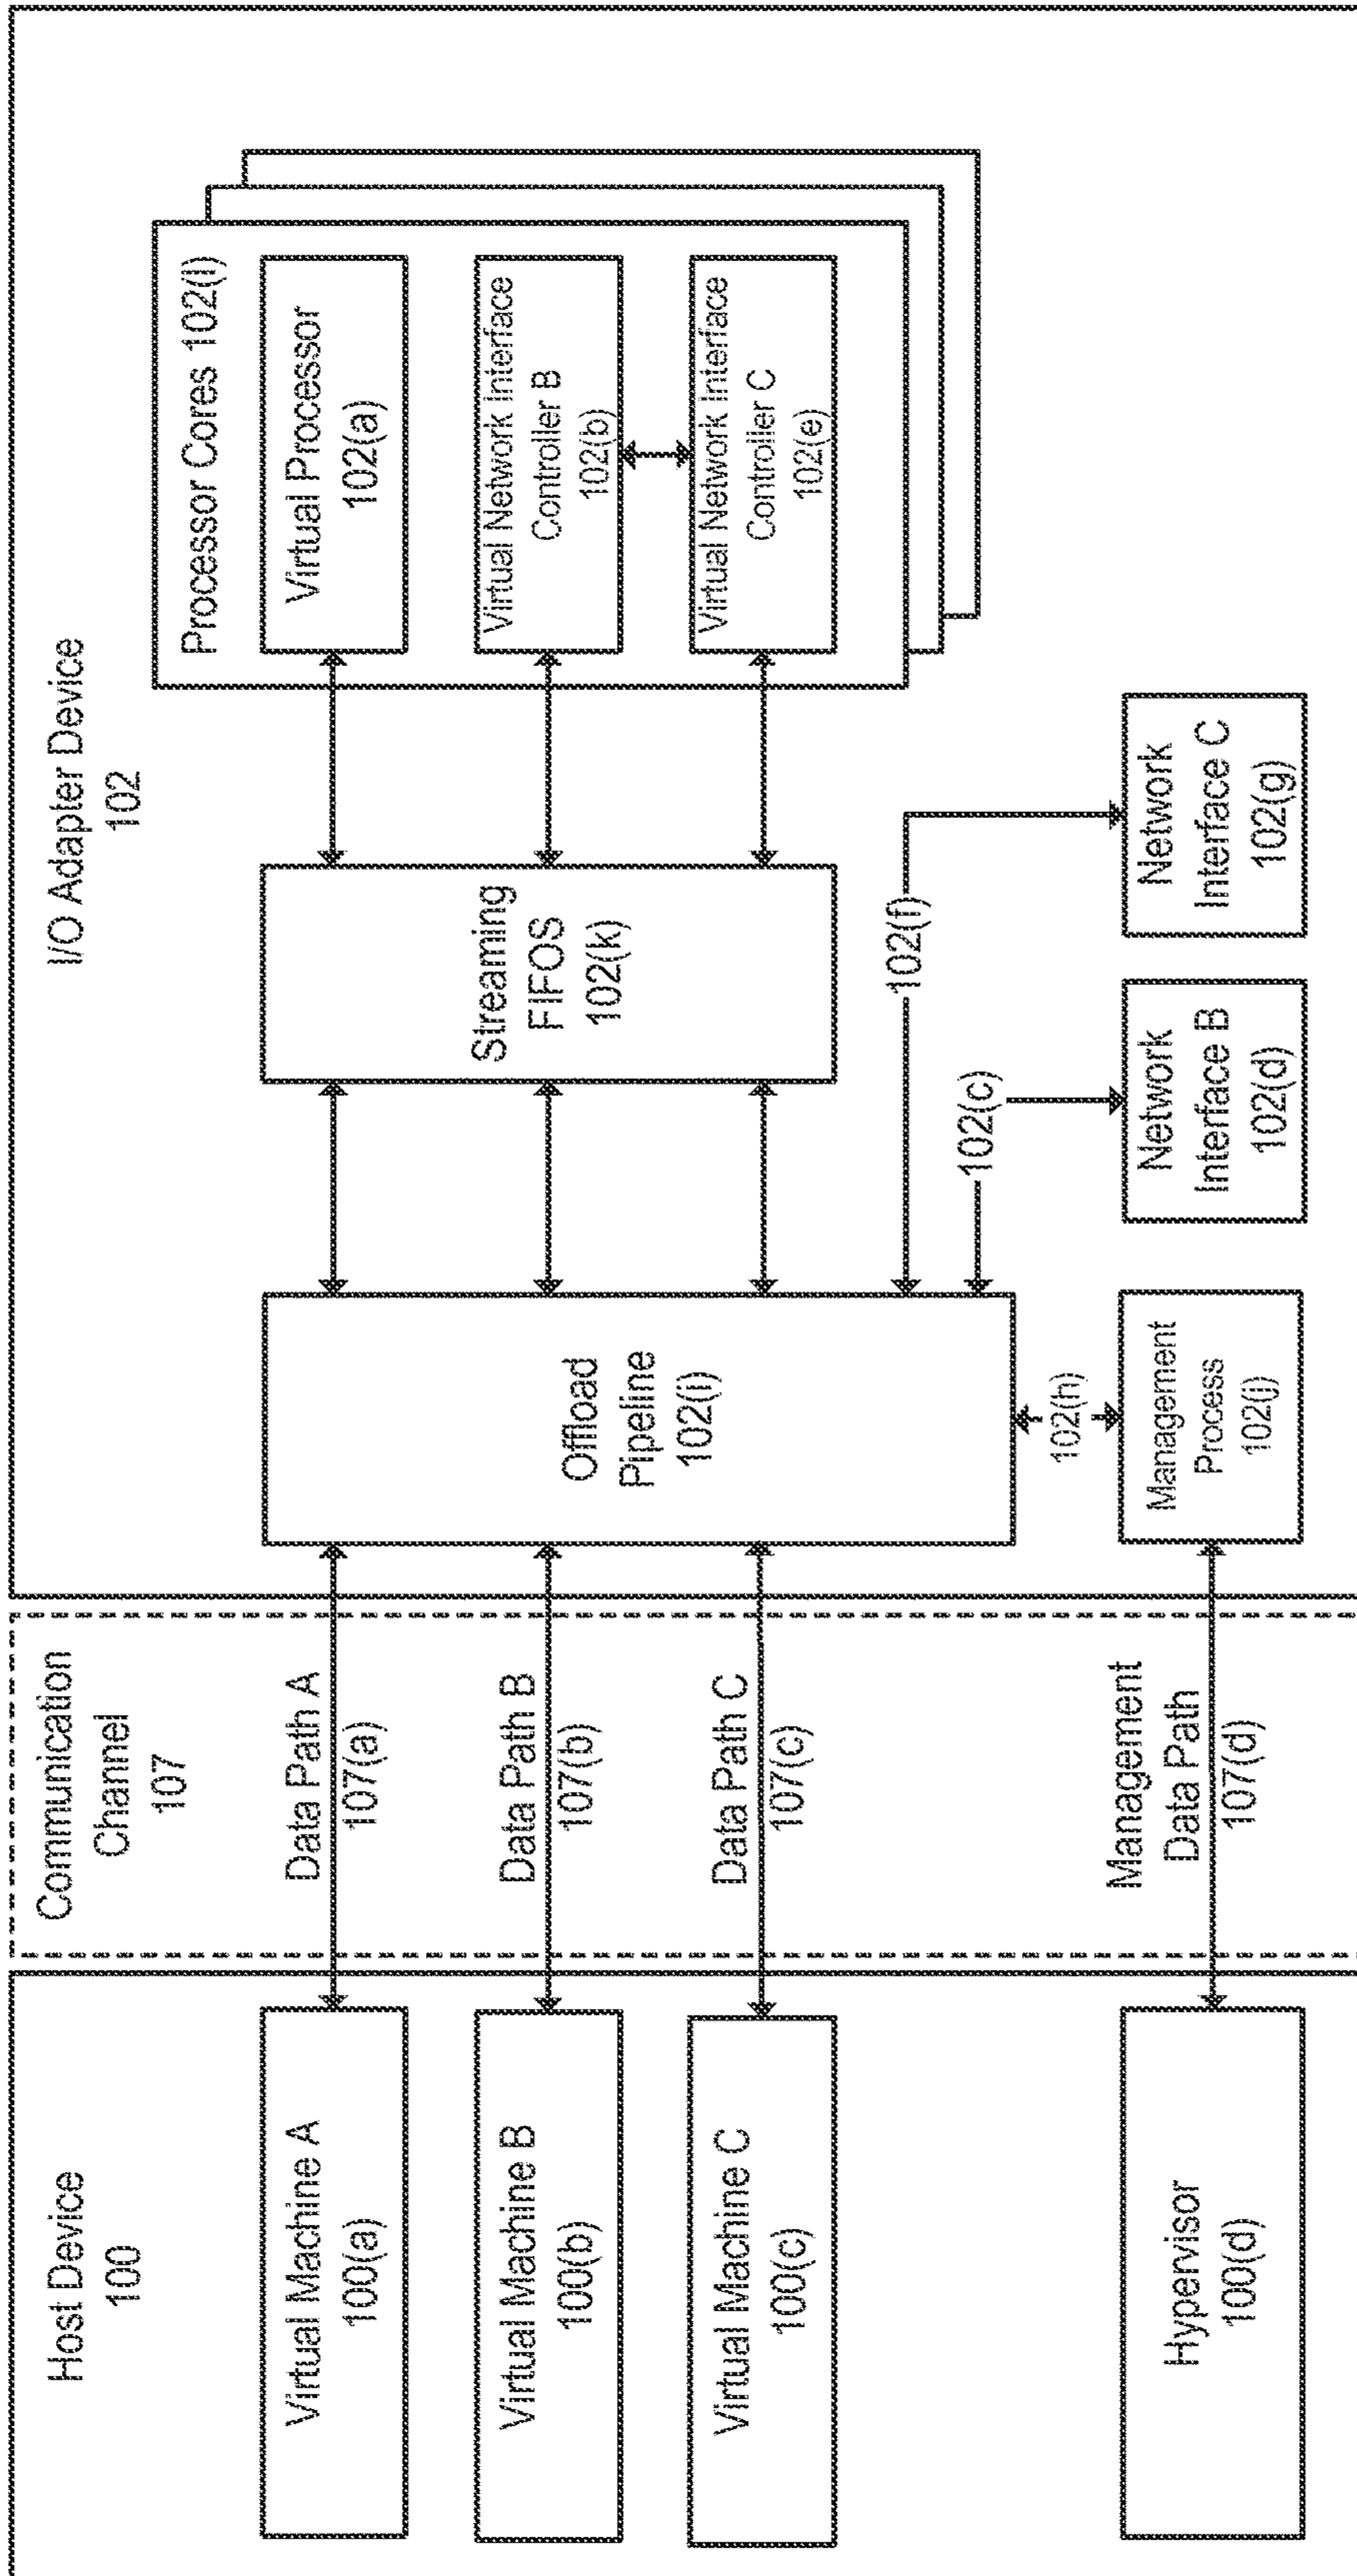 Host Device
100
Virtual Machine A
100(a)
Virtual Machine B
100(b)
Virtual Machine C
100(c)
Hypervisor
100(d)
Communication
Channel
107
Data Path A
107(a)
Data Path B
107(b)
Data Path C
107(c)
Management
Data Path
107(d)
I/O Adapter Device
102
Offload
Pipeline
102(i)
102(h)
Management
Process
102(j)
Streaming
FIFOS
102(k)
102(f)
102(c)
Network
Interface B
102(d)
Network
Interface C
102(g)
Processor Cores 102(l)
Virtual Processor
102(a)
Virtual Network Interface
Controller B
102(b)
Virtual Network Interface
Controller C
102(e)